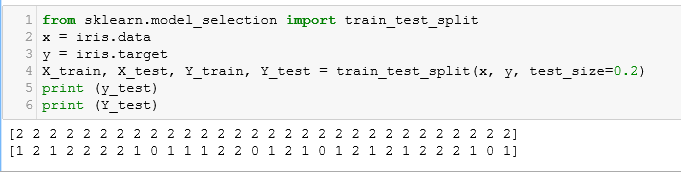 1 from sklearn.model_selection import train_test_split
2 x = iris.data
3 y = iris.target
4 X_train, X_test, Y_train, Y_test = train_test_split(x, y, test_size=0.2)
5 print (y_test)
6 print (Y_test)
[2 2 2 2 2 2 2 2 2 2 2 2 2 2 2 2 2 2 2 2 2 2 2 2 2 2 2 2 2 2]
[1 2 1 2 2 2 2 1 0 1 1 1 2 2 0 1 2 1 0 1 2 1 2 1 2 2 2 1 0 1]